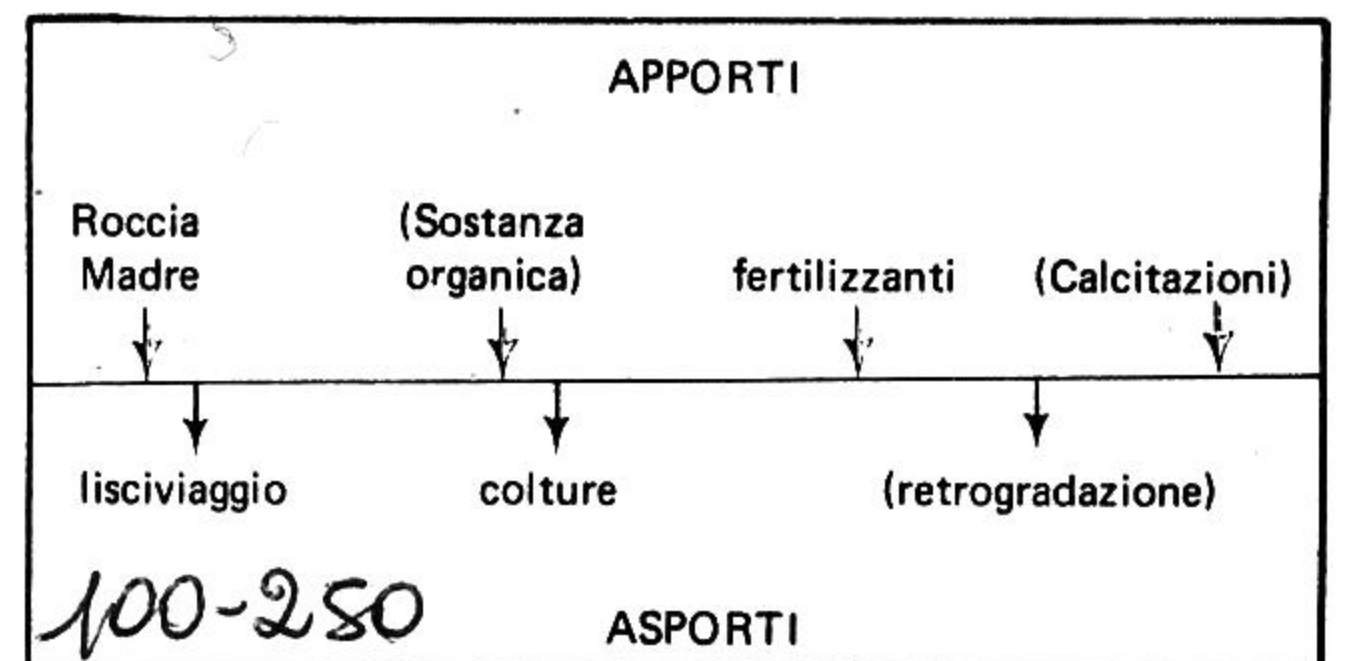 APPORTI
Roccia
Madre
(Sostanza
organica)
fertilizzanti
(Calcitazioni)
lisciviaggio
colture
(retrogradazione)
100-250
ASPORTI